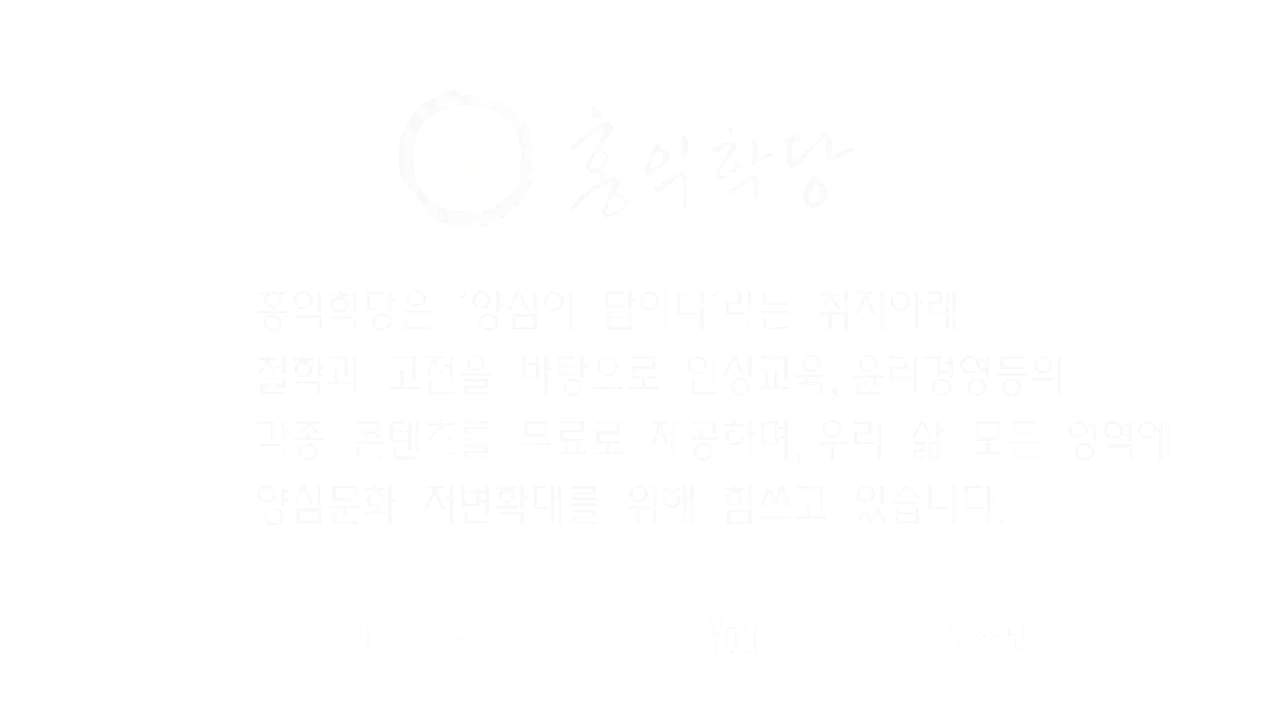 홍익학당
홍익학당은 '양심이 답이다'라는 취지아래
철학과 고전을 바탕으로 인성교육, 윤리경영등의
각종 콘텐츠를 무료로 제공하며, 우리 삶 모든 영역에
양심문화 저변확대를 위해 힘쓰고 있습니다.
You